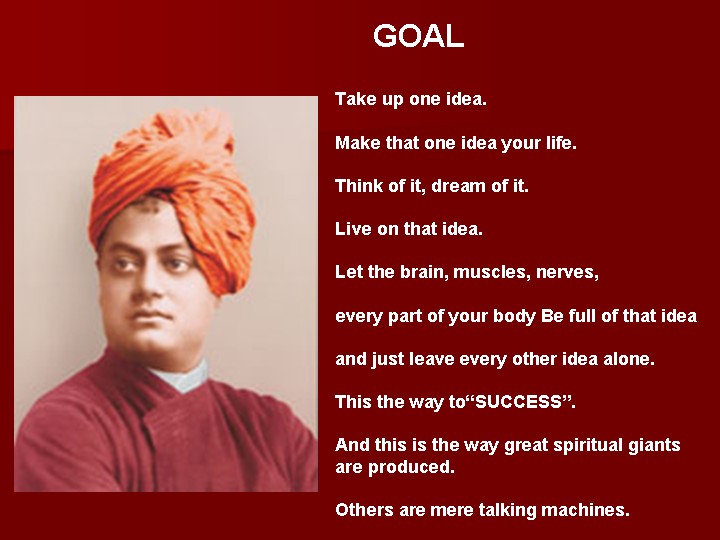 GOAL
Take up one idea.
Make that one idea your life.
Think of it, dream of it.
Live on that idea.
Let the brain, muscles, nerves,
every part of your body Be full of that idea
and just leave every other idea alone.
This the way to“SUCCESS”.
And this is the way great spiritual giants
are produced.
Others are mere talking machines.